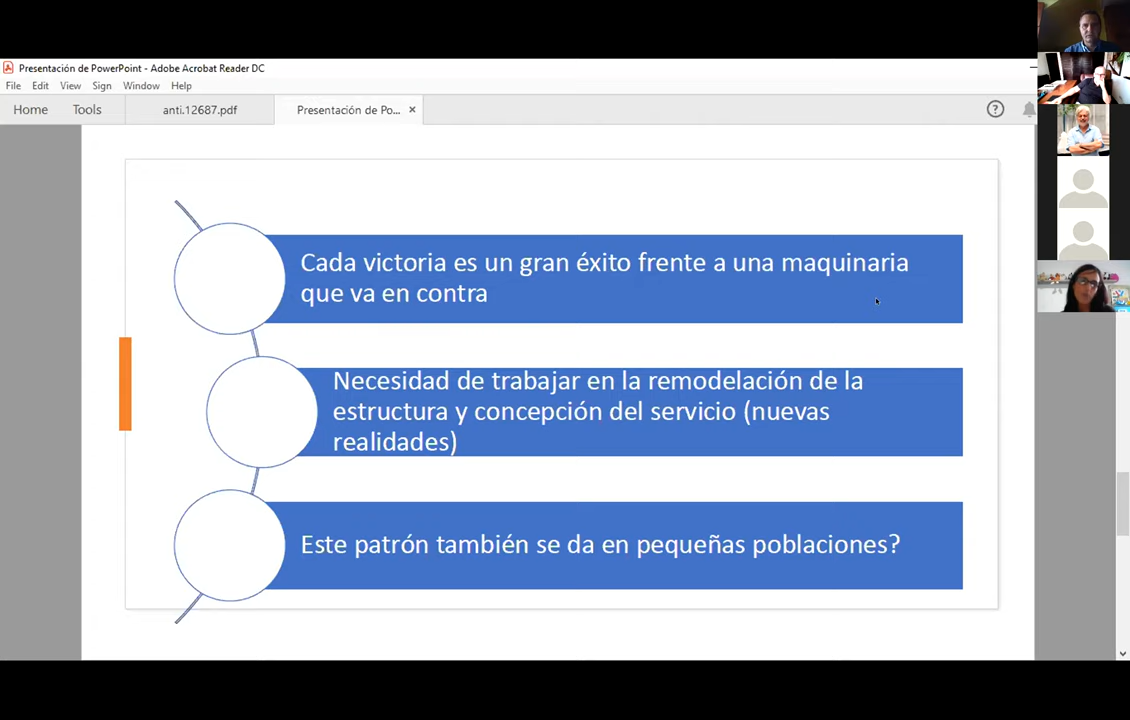 Presentación de PowerPoint - Adobe Acrobat Reader DC
File Edit View Sign Window Help
Home Tools anti.12687.pdf Presentación de Po... ×
Cada victoria es un gran éxito frente a una maquinaria
que va en contra
Necesidad de trabajar en la remodelación de la
estructura y concepción del servicio (nuevas
realidades)
Este patrón también se da en pequeñas poblaciones?